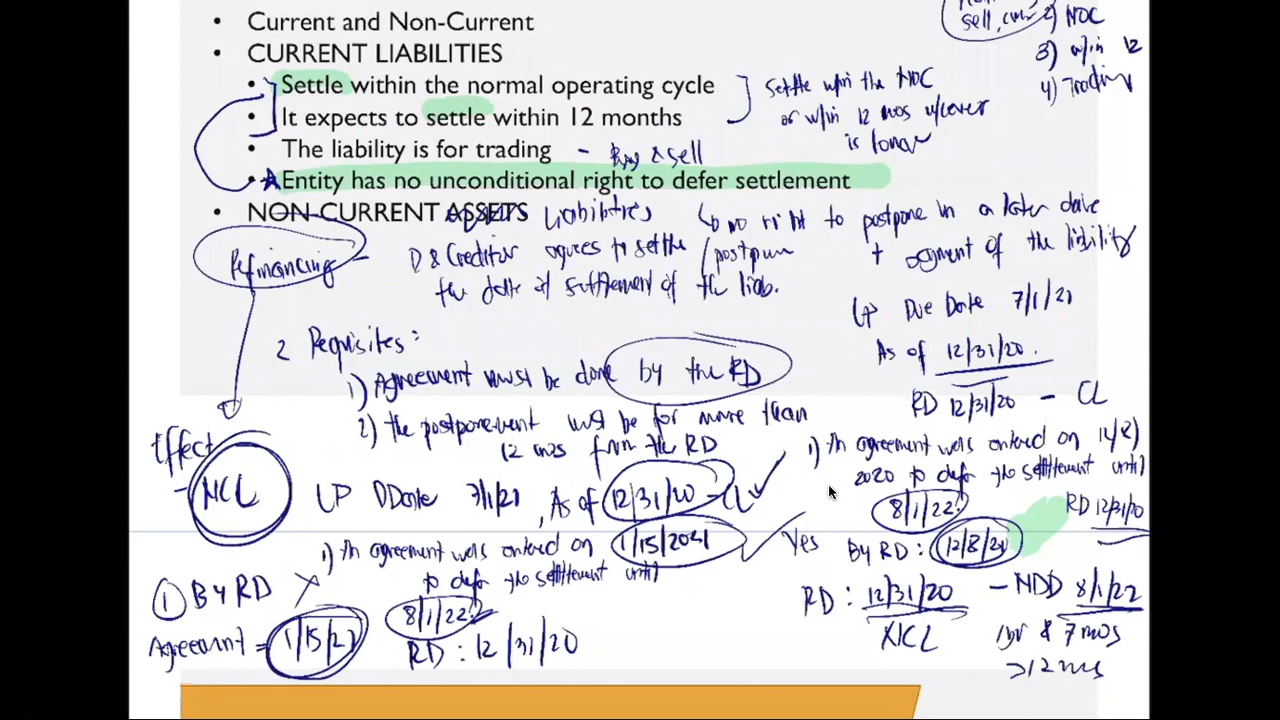 • Current and Non-Current
• CURRENT LIABILITIES
• Settle within the normal operating cycle
• It expects to settle within 12 months
• The liability is for trading - Buy & sell
• Entity has no unconditional right to defer settlement
• NON-CURRENT ASSETS Liabilities
sell,
2) NOC
3) w/in 12
4) Trading
settle w/in the NOC
or w/in 12 mos w/cever
is longer
↳ no right to postpone in a later date
+ payment of the liability
Refinancing - D & Creditor agrees to settle / postpone
the date of settlement of the liab.
↳ Due Date 7/1/21
As of 12/31/20
RD 12/31/20 - CL
2 Requisites:
1) Agreement must be done by the RD
2) the postponement must be for more than
12 mos from the RD
Effect
- NCL
LP DDate 7/1/21, As of 12/31/20 - CL ✓
1) An agreement was entered on 1/15/2021
to defer the settlement until
8/1/22
RD : 12/31/20
Yes
① By RD X
Agreement = 1/15/21
1) An agreement was entered on 12/8/
2020 to defer the settlement until
8/1/22
RD 12/31/20
By RD : 12/8/20
RD : 12/31/20 - NDD 8/1/22
NCL
1yr & 7 mos
>12 mos